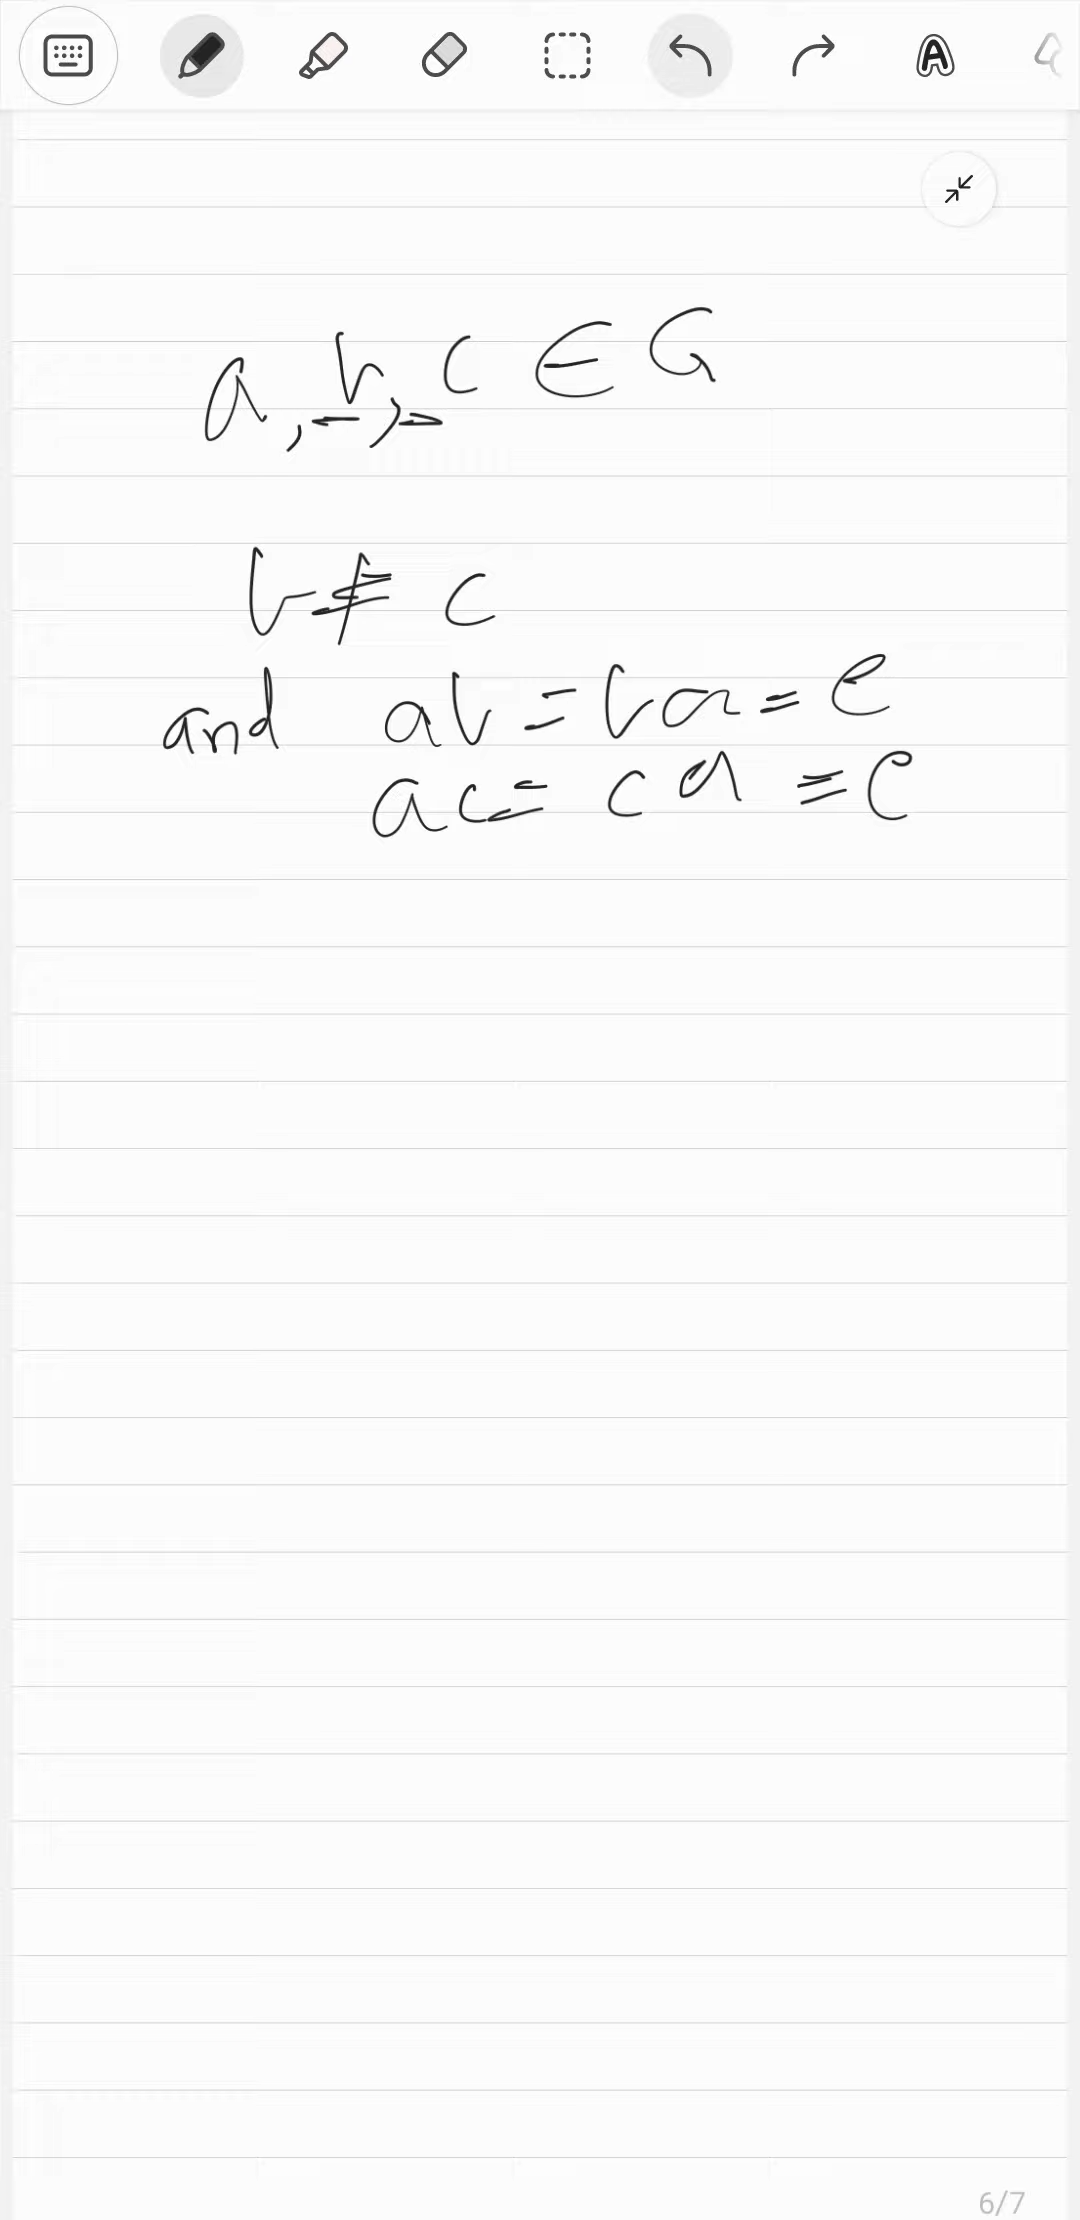 a, b, c ∈ G
b ≠ c
and ab = ba = e
ac = ca = e
6/7